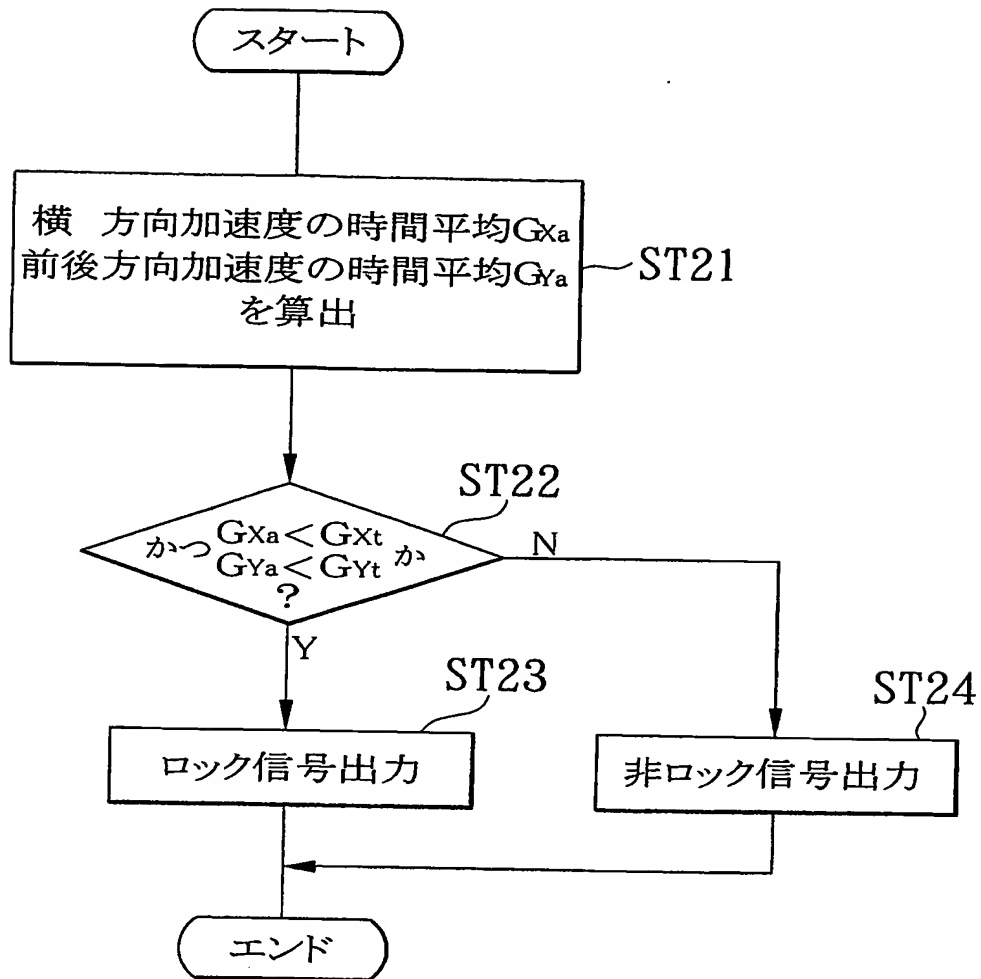 スタート
横 方向加速度の時間平均GXa
前後方向加速度の時間平均GYa
を算出
ST21
ST22
かつ GXa<GXt か
GYa<GYt
?
N
Y
ST23
ロック信号出力
ST24
非ロック信号出力
エンド